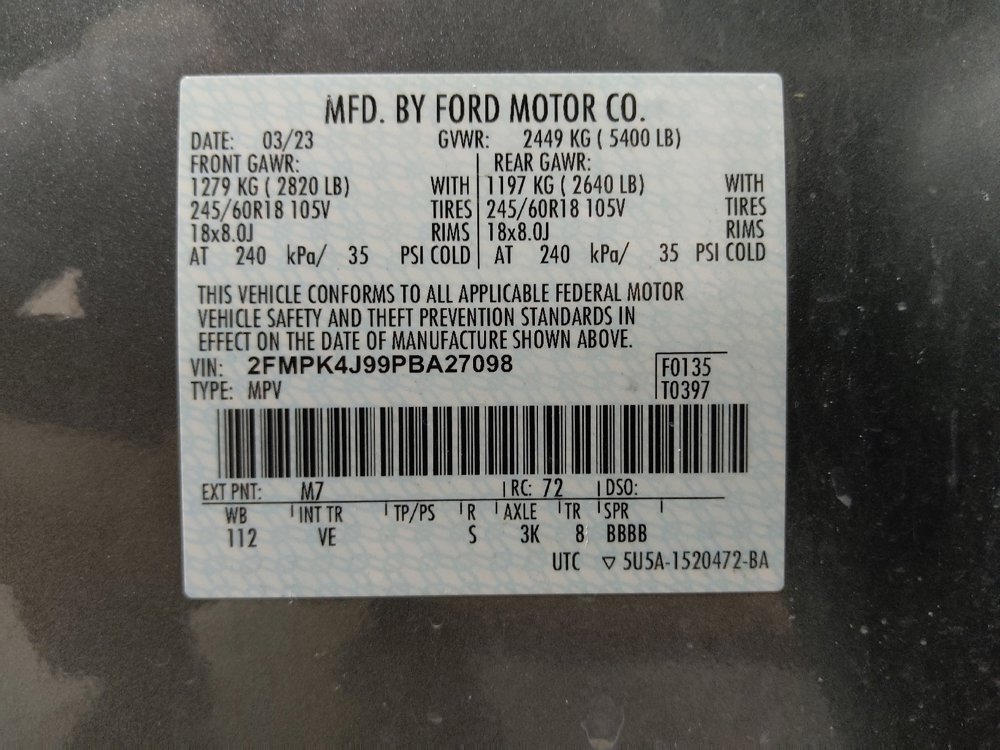 MFD. BY FORD MOTOR CO.
DATE: 03/23 GVWR: 2449 KG ( 5400 LB)
FRONT GAWR: REAR GAWR:
1279 KG ( 2820 LB) WITH 1197 KG ( 2640 LB) WITH
245/60R18 105V TIRES 245/60R18 105V TIRES
18x8.0J RIMS 18x8.0J RIMS
AT 240 kPa/ 35 PSI COLD AT 240 kPa/ 35 PSI COLD
THIS VEHICLE CONFORMS TO ALL APPLICABLE FEDERAL MOTOR
VEHICLE SAFETY AND THEFT PREVENTION STANDARDS IN
EFFECT ON THE DATE OF MANUFACTURE SHOWN ABOVE.
VIN: 2FMPK4J99PBA27098 F0135
TYPE: MPV T0397
EXT PNT: M7 RC: 72 DSO:
WB INT TR TP/PS R AXLE TR SPR
112 VE S 3K 8 BBBB
UTC ▽ 5U5A-1520472-BA